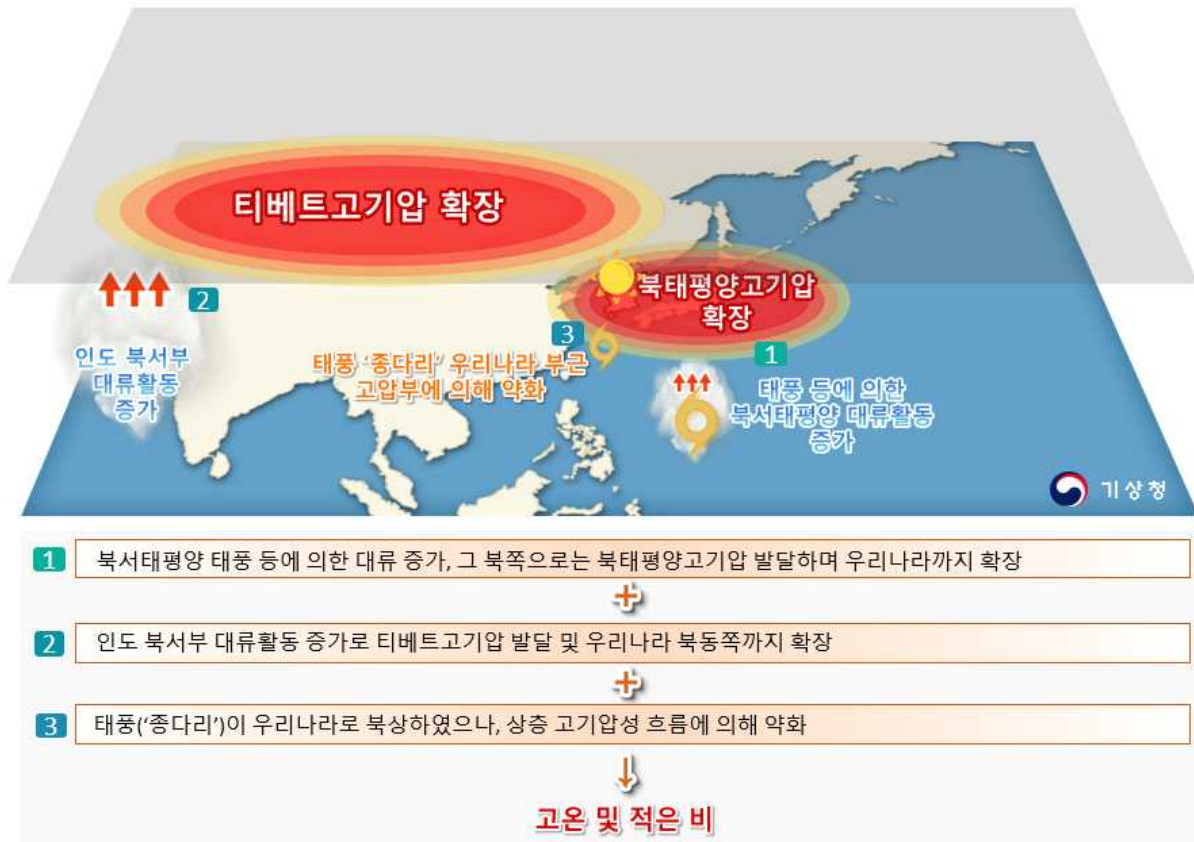 티베트고기압 확장
북태평양고기압
확장
2
인도 북서부
대류활동
증가
3
태풍 ‘종다리’ 우리나라 부근
고압부에 의해 약화
1
태풍 등에 의한
북서태평양 대류활동
증가
기상청
1 북서태평양 태풍 등에 의한 대류 증가, 그 북쪽으로는 북태평양고기압 발달하며 우리나라까지 확장
+
2 인도 북서부 대류활동 증가로 티베트고기압 발달 및 우리나라 북동쪽까지 확장
+
3 태풍(‘종다리’)이 우리나라로 북상하였으나, 상층 고기압성 흐름에 의해 약화
↓
고온 및 적은 비